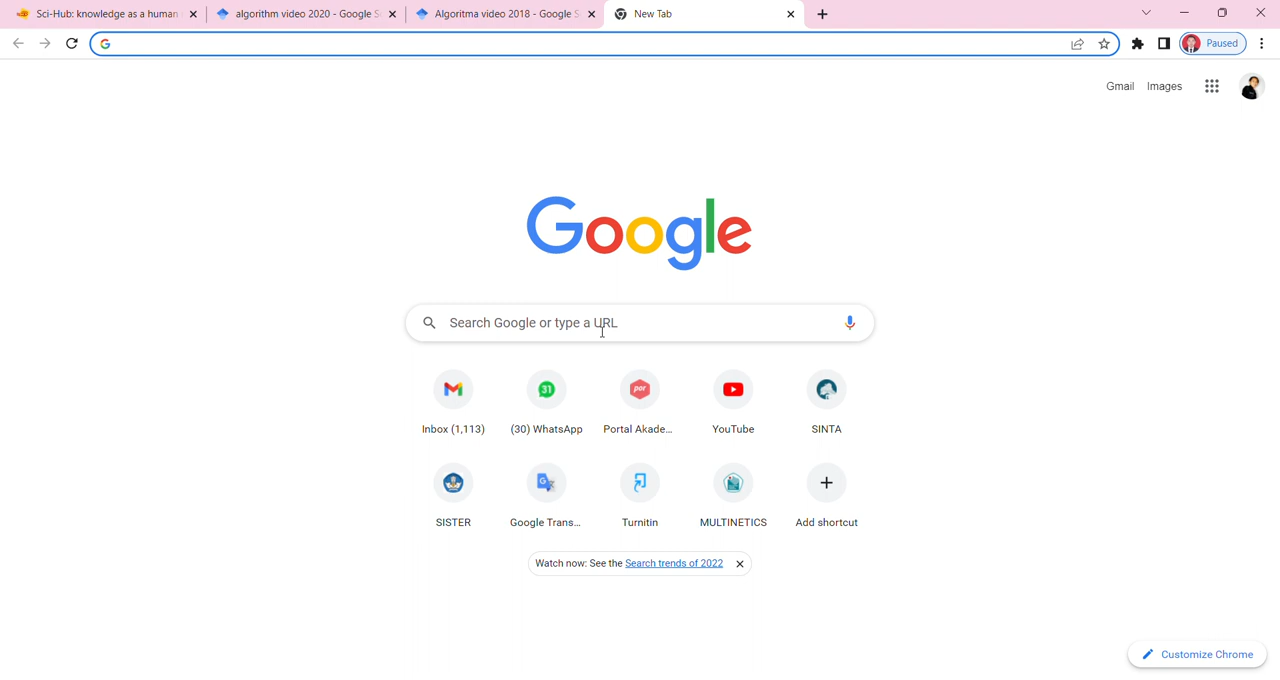 Sci-Hub: knowledge as a human
algorithm video 2020 - Google S
Algoritma video 2018 - Google S
New Tab
Paused
Gmail
Images
Google
Search Google or type a URL
31
por
Inbox (1,113)
(30) WhatsApp
Portal Akade...
YouTube
SINTA
SISTER
Google Trans...
Turnitin
MULTINETICS
Add shortcut
Watch now: See the Search trends of 2022
Customize Chrome